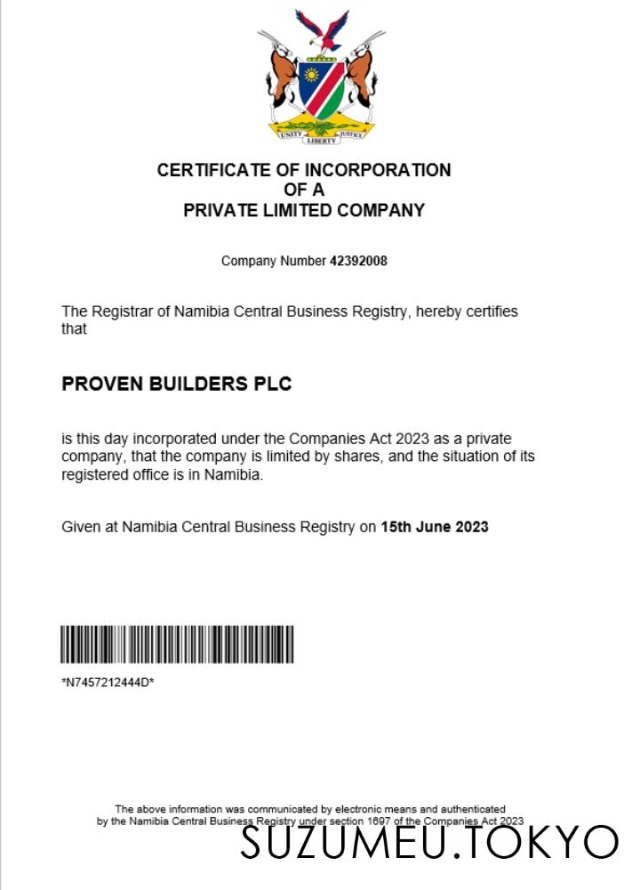 UNITY
LIBERTY
JUSTICE
CERTIFICATE OF INCORPORATION
OF A
PRIVATE LIMITED COMPANY
Company Number 42392008
The Registrar of Namibia Central Business Registry, hereby certifies
that
PROVEN BUILDERS PLC
is this day incorporated under the Companies Act 2023 as a private
company, that the company is limited by shares, and the situation of its
registered office is in Namibia.
Given at Namibia Central Business Registry on 15th June 2023
*N7457212444D*
The above information was communicated by electronic means and authenticated
by the Namibia Central Business Registry under section 1697 of the Companies Act 2023
SUZUMEU.TOKYO